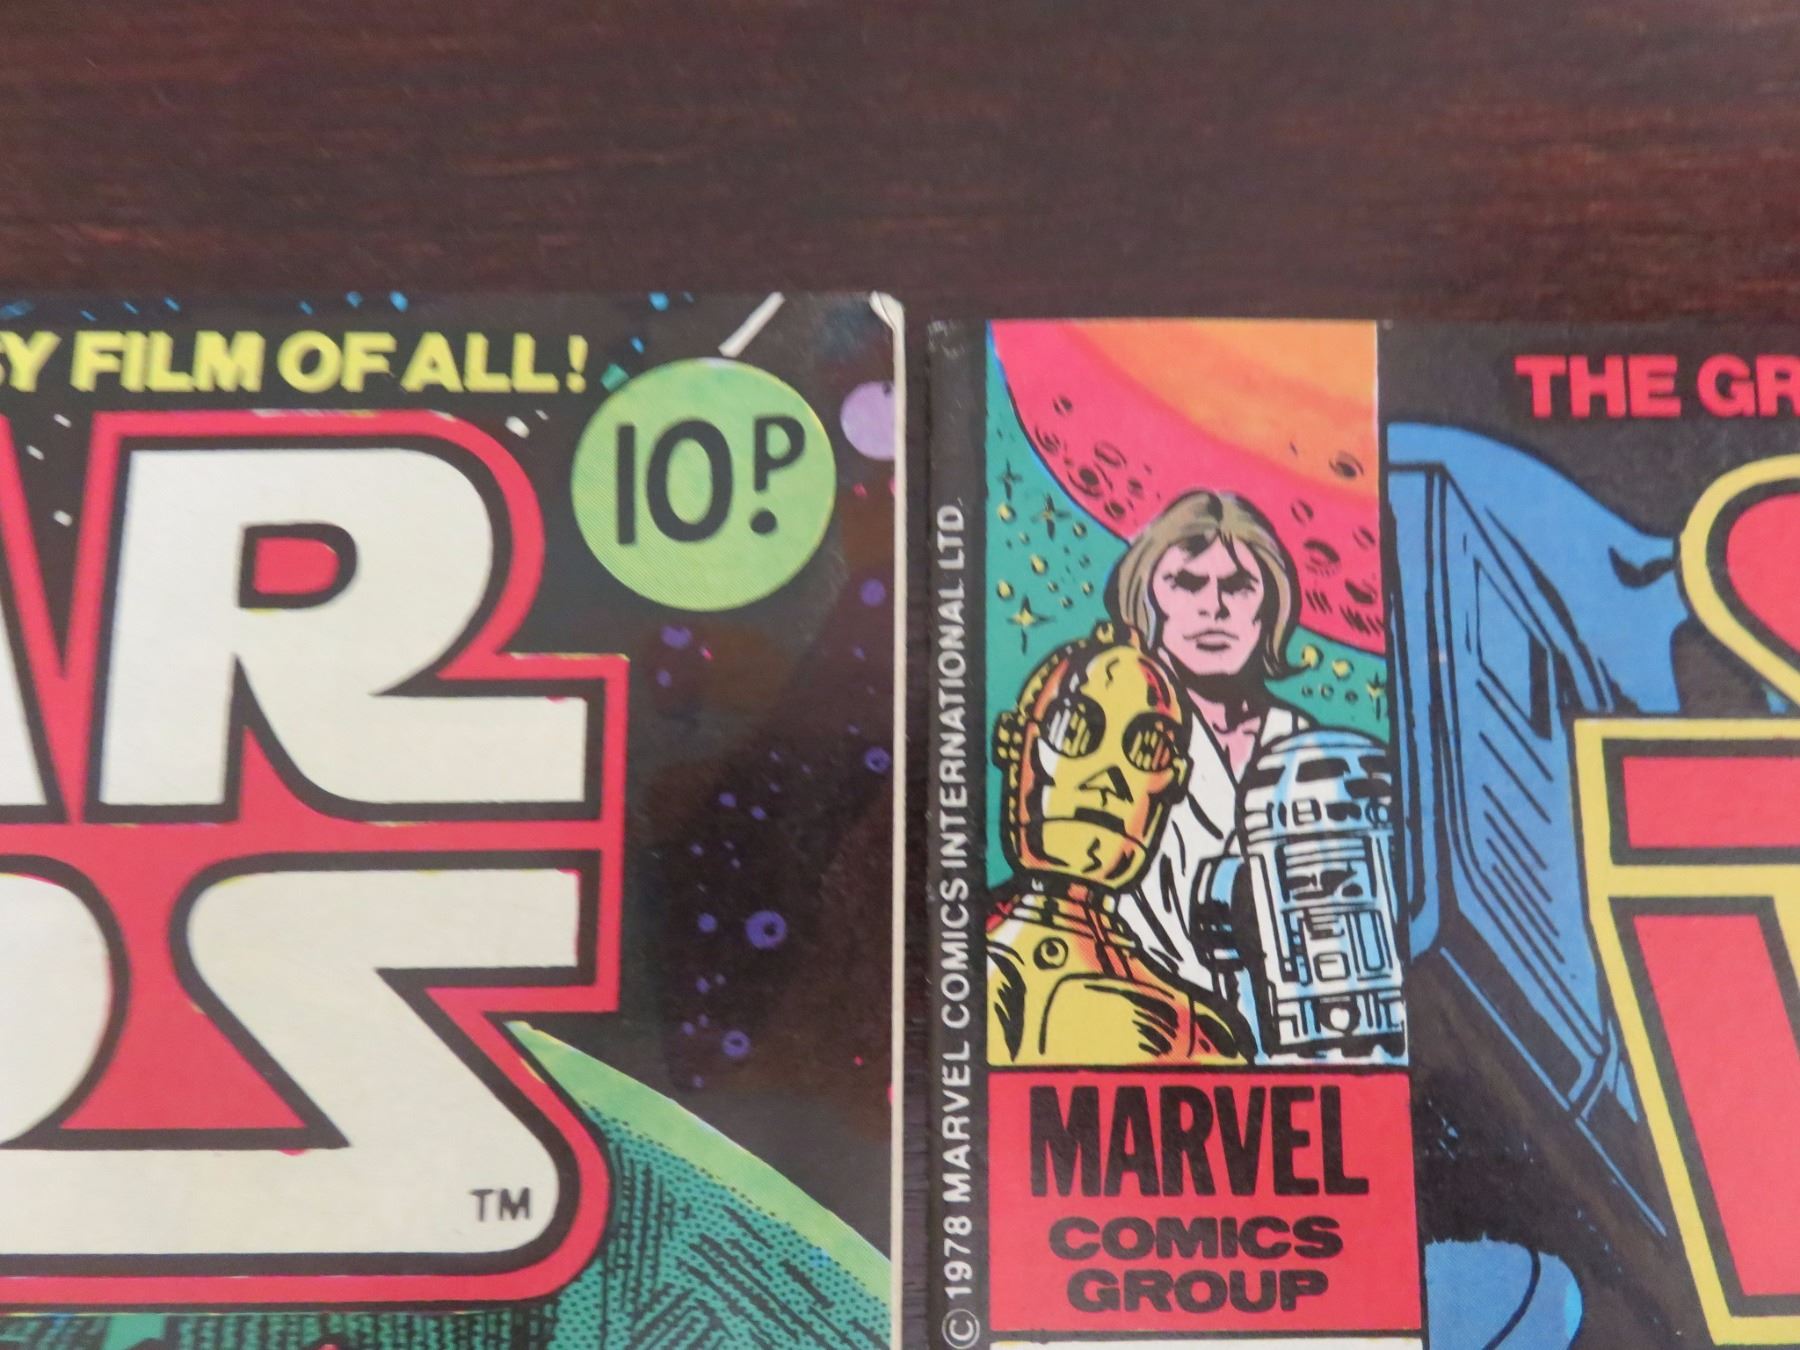 FILM OF ALL!
10P
AR
TM
© 1978 MARVEL COMICS INTERNATIONAL LTD.
THE GR
MARVEL
COMICS
GROUP